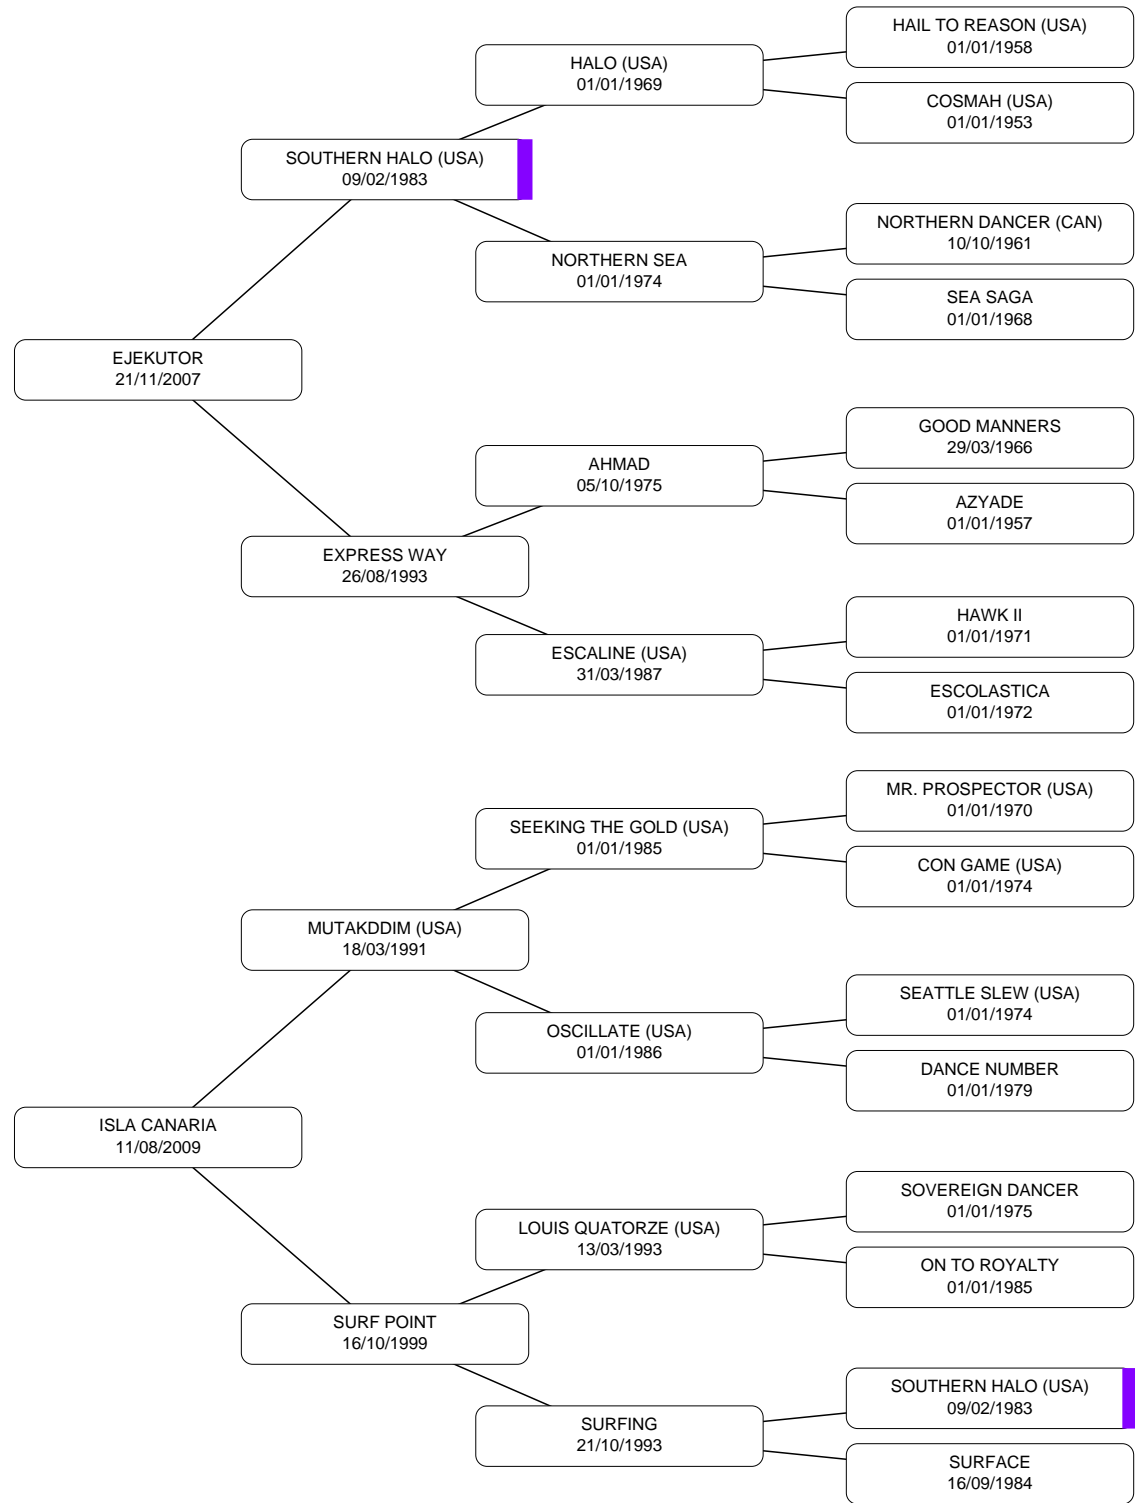 HAIL TO REASON (USA)
01/01/1958
HALO (USA)
01/01/1969
COSMAH (USA)
01/01/1953
SOUTHERN HALO (USA)
09/02/1983
NORTHERN DANCER (CAN)
10/10/1961
NORTHERN SEA
01/01/1974
SEA SAGA
01/01/1968
EJEKUTOR
21/11/2007
GOOD MANNERS
29/03/1966
AHMAD
05/10/1975
AZYADE
01/01/1957
EXPRESS WAY
26/08/1993
HAWK II
01/01/1971
ESCALINE (USA)
31/03/1987
ESCOLASTICA
01/01/1972
MR. PROSPECTOR (USA)
01/01/1970
SEEKING THE GOLD (USA)
01/01/1985
CON GAME (USA)
01/01/1974
MUTAKDDIM (USA)
18/03/1991
SEATTLE SLEW (USA)
01/01/1974
OSCILLATE (USA)
01/01/1986
DANCE NUMBER
01/01/1979
ISLA CANARIA
11/08/2009
SOVEREIGN DANCER
01/01/1975
LOUIS QUATORZE (USA)
13/03/1993
ON TO ROYALTY
01/01/1985
SURF POINT
16/10/1999
SOUTHERN HALO (USA)
09/02/1983
SURFING
21/10/1993
SURFACE
16/09/1984